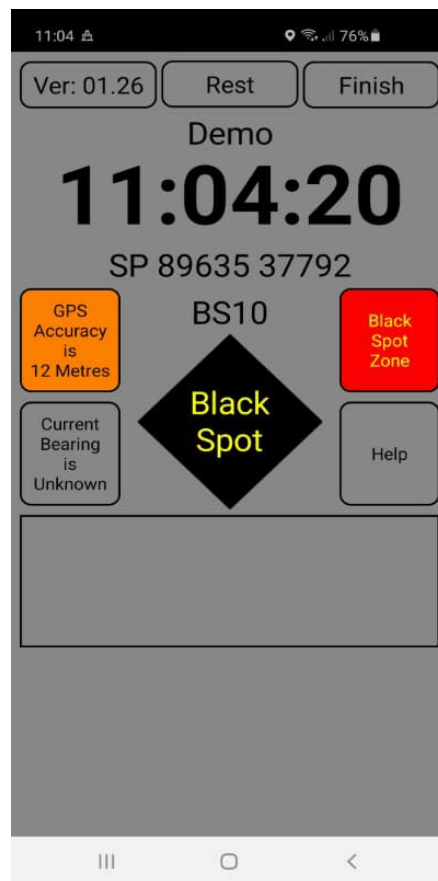 11:04 76%
Ver: 01.26 Rest Finish
Demo
11:04:20
SP 89635 37792
GPS
Accuracy
is
12 Metres
BS10
Black
Spot
Zone
Black
Spot
Current
Bearing
is
Unknown
Help